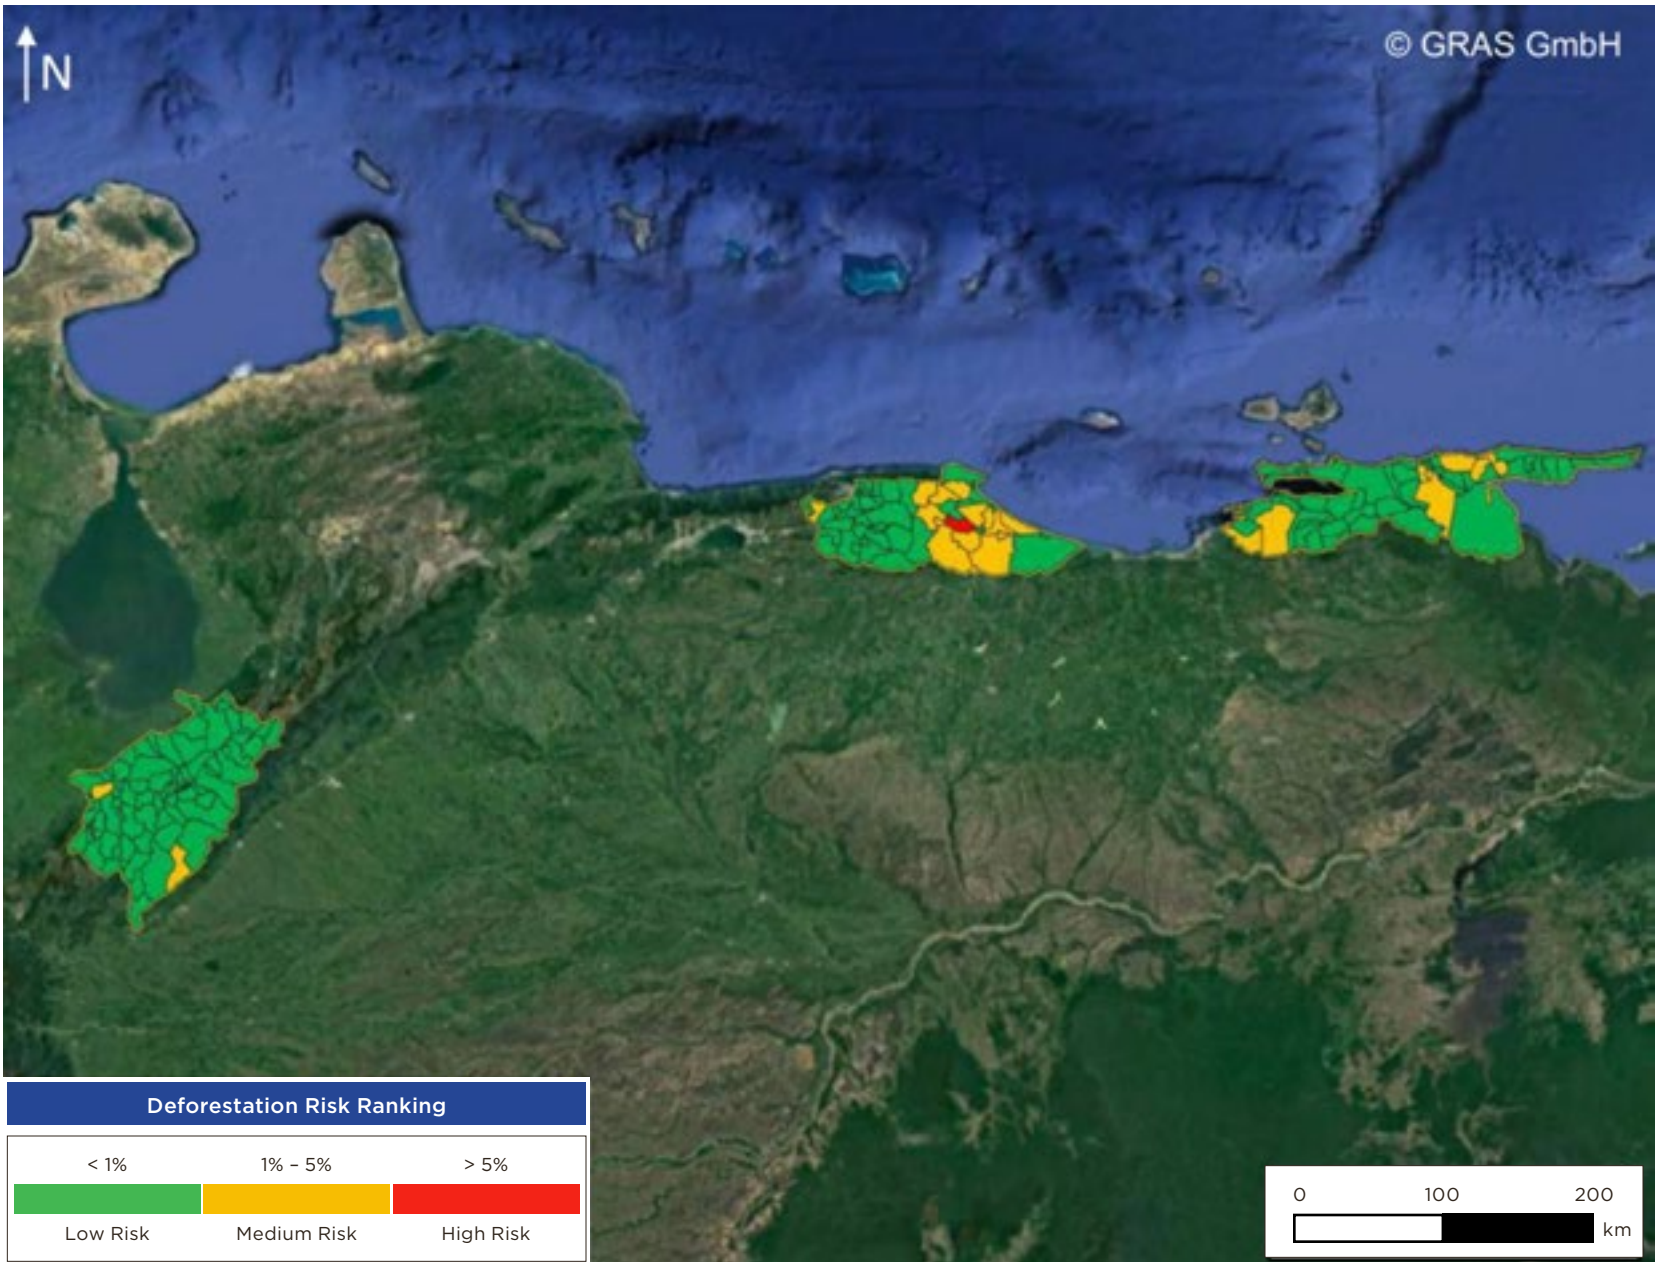 N
© GRAS GmbH
Deforestation Risk Ranking
< 1% 1% – 5% > 5%
Low Risk Medium Risk High Risk
0 100 200
km